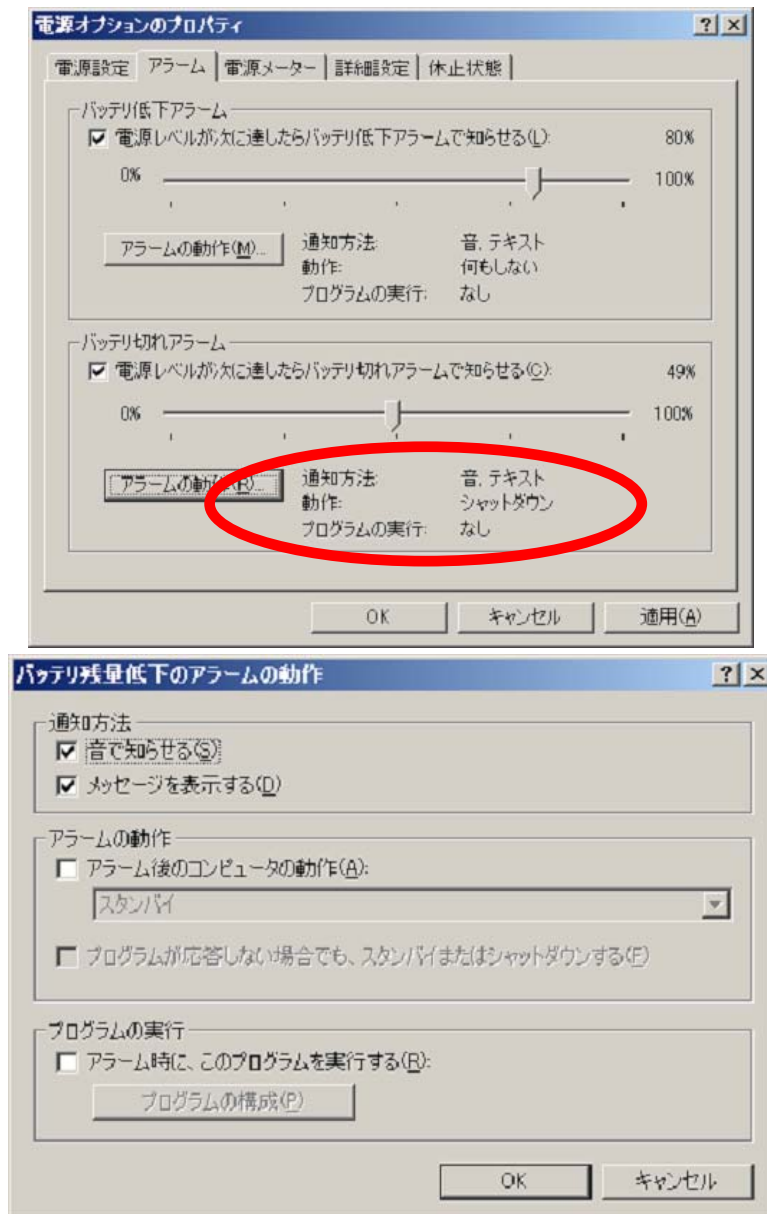 電源オプションのプロパティ
電源設定 アラーム 電源メーター 詳細設定 休止状態
バッテリ低下アラーム
電源レベルが次に達したらバッテリ低下アラームで知らせる(L): 80%
0% 100%
アラームの動作(M)... 通知方法: 音, テキスト
動作: 何もしない
プログラムの実行: なし
バッテリ切れアラーム
電源レベルが次に達したらバッテリ切れアラームで知らせる(C): 49%
0% 100%
アラームの動作(R)... 通知方法: 音, テキスト
動作: シャットダウン
プログラムの実行: なし
OK キャンセル 適用(A)
バッテリ残量低下のアラームの動作
通知方法
音で知らせる(S)
メッセージを表示する(D)
アラームの動作
アラーム後のコンピュータの動作(A):
スタンバイ
プログラムが応答しない場合でも、スタンバイまたはシャットダウンする(F)
プログラムの実行
アラーム時に、このプログラムを実行する(R):
プログラムの構成(P)
OK キャンセル